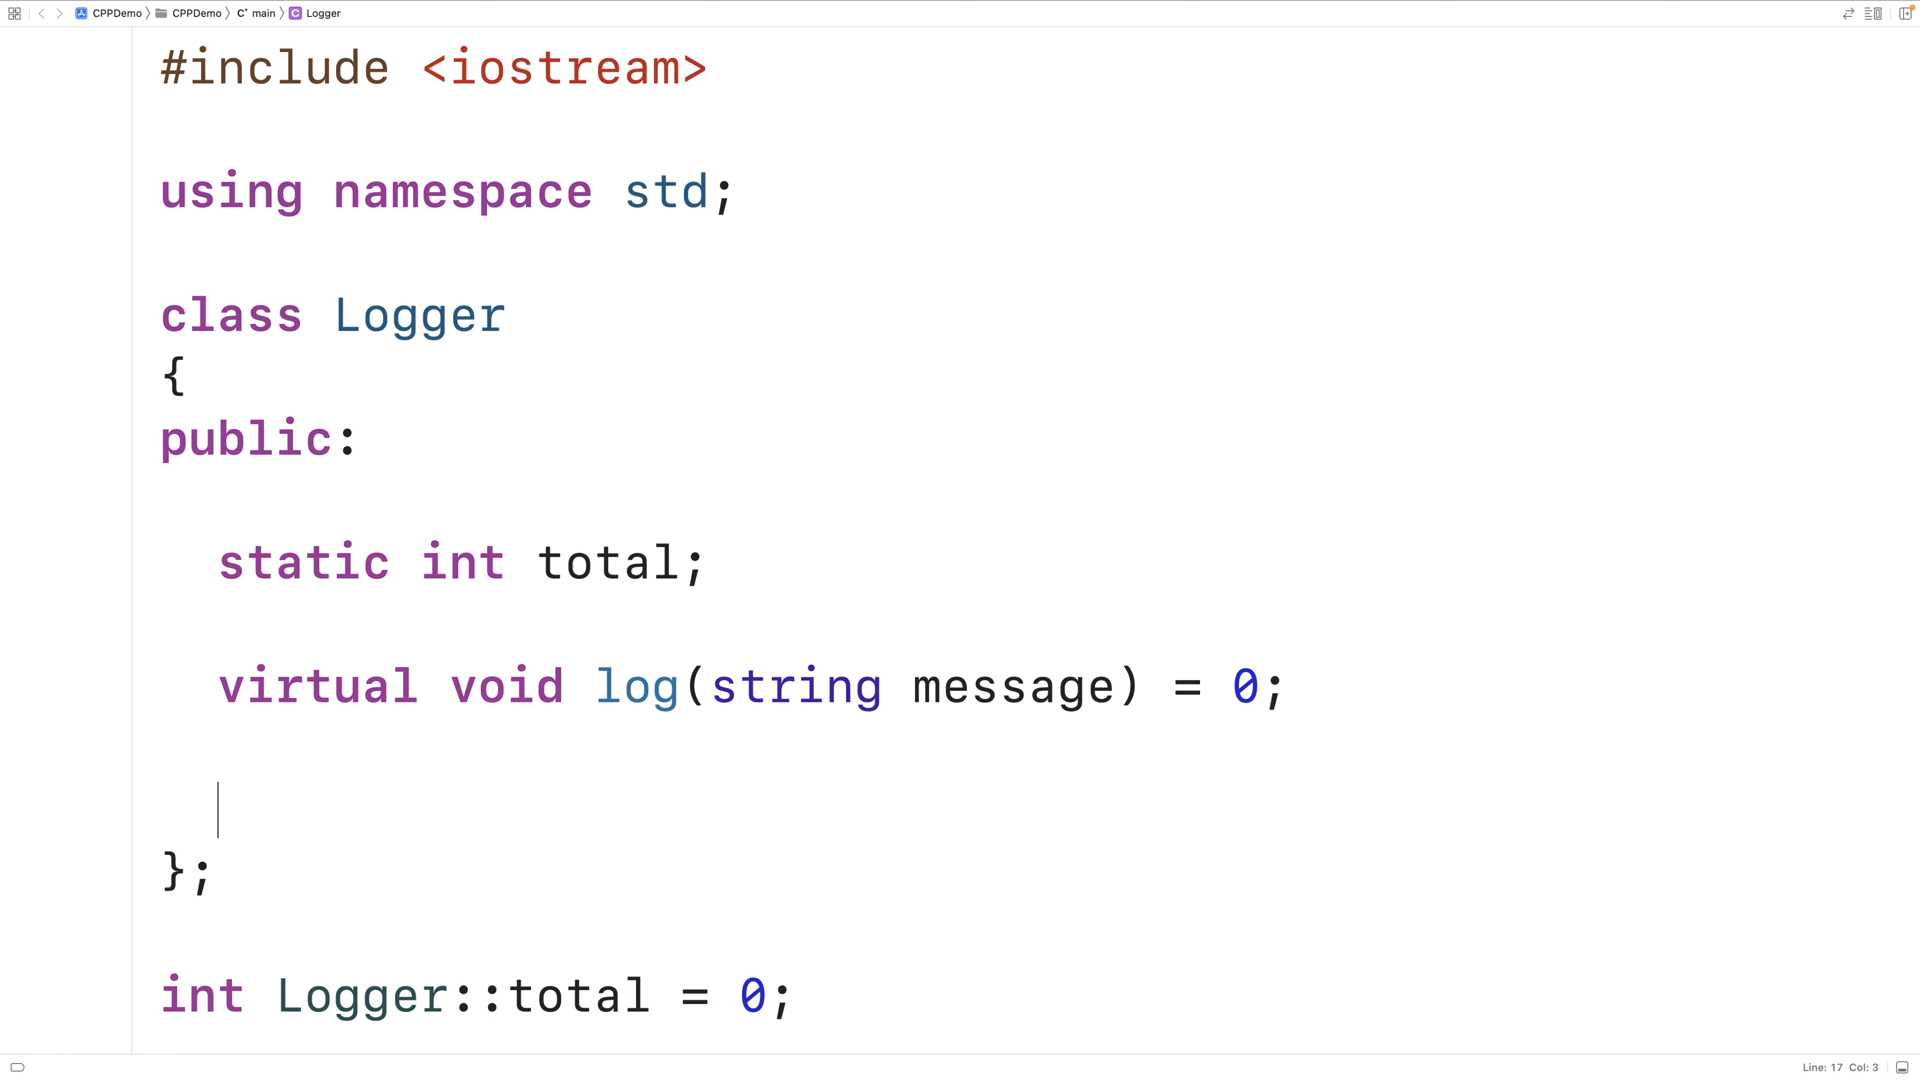 CPPDemo CPPDemo C+ main C Logger
#include <iostream>
using namespace std;
class Logger
{
public:
static int total;
virtual void log(string message) = 0;
};
int Logger::total = 0;
Line: 17 Col: 3